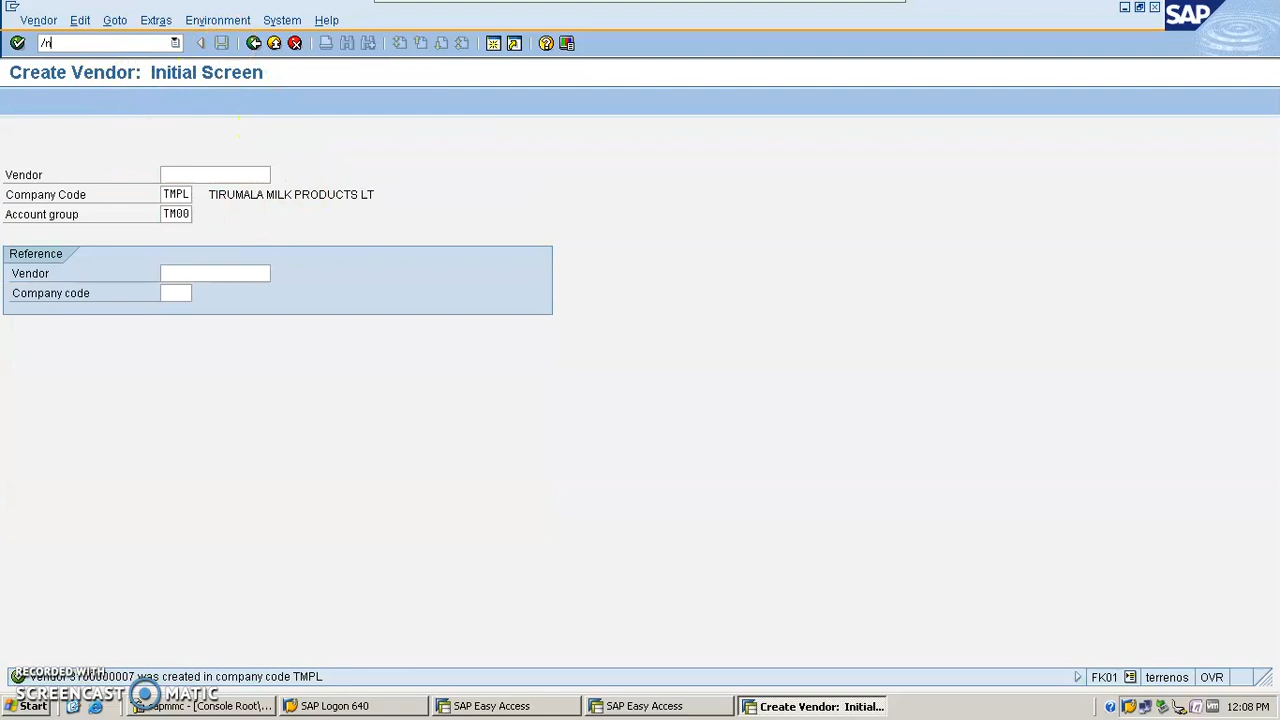 Vendor Edit Goto Extras Environment System Help
SAP
/n
Create Vendor: Initial Screen
Vendor
Company Code TMPL TIRUMALA MILK PRODUCTS LT
Account group TM00
Reference
Vendor
Company code
was created in company code TMPL FK01 terrenos OVR
RECORDED WITH
SCREENCAST MATIC
Start - [Console Root\... SAP Logon 640 SAP Easy Access SAP Easy Access Create Vendor: Initial... 12:08 PM